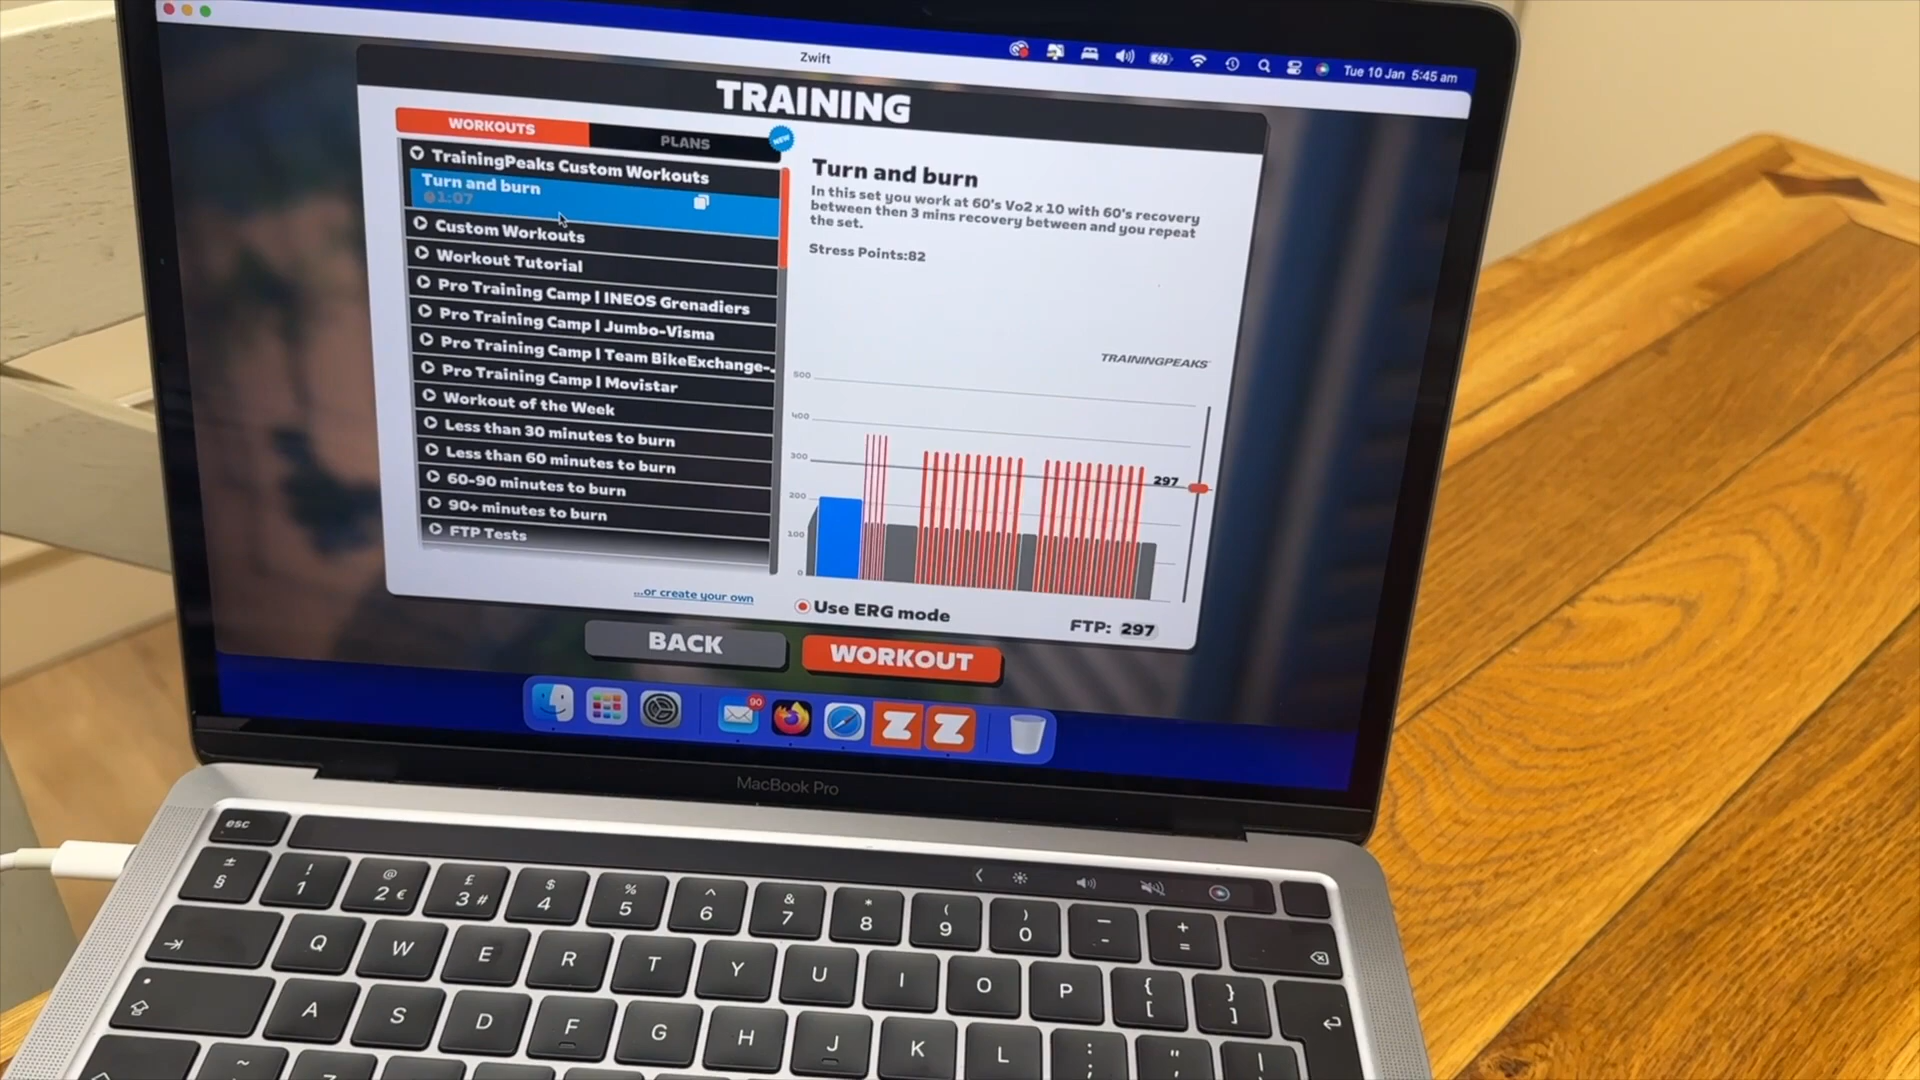 Zwift
Tue 10 Jan 5:45 am
TRAINING
WORKOUTS
PLANS
NEW
TrainingPeaks Custom Workouts
Turn and burn
1:07
Custom Workouts
Workout Tutorial
Pro Training Camp | INEOS Grenadiers
Pro Training Camp | Jumbo-Visma
Pro Training Camp | Team BikeExchange-..
Pro Training Camp | Movistar
Workout of the Week
Less than 30 minutes to burn
Less than 60 minutes to burn
60-90 minutes to burn
90+ minutes to burn
FTP Tests
...or create your own
Turn and burn
In this set you work at 60's Vo2 x 10 with 60's recovery
between then 3 mins recovery between and you repeat
the set.
Stress Points:82
TRAININGPEAKS
500
400
300
200
100
0
297
Use ERG mode
FTP: 297
BACK
WORKOUT
90
Z
Z
MacBook Pro
esc
± §
! 1
@ 2 €
£ 3 #
$ 4
% 5
^ 6
& 7
* 8
( 9
) 0
_ -
+ =
Q W E R T Y U I O P { [ } ]
A S D F G H J K L : ; " ' |
~ Z